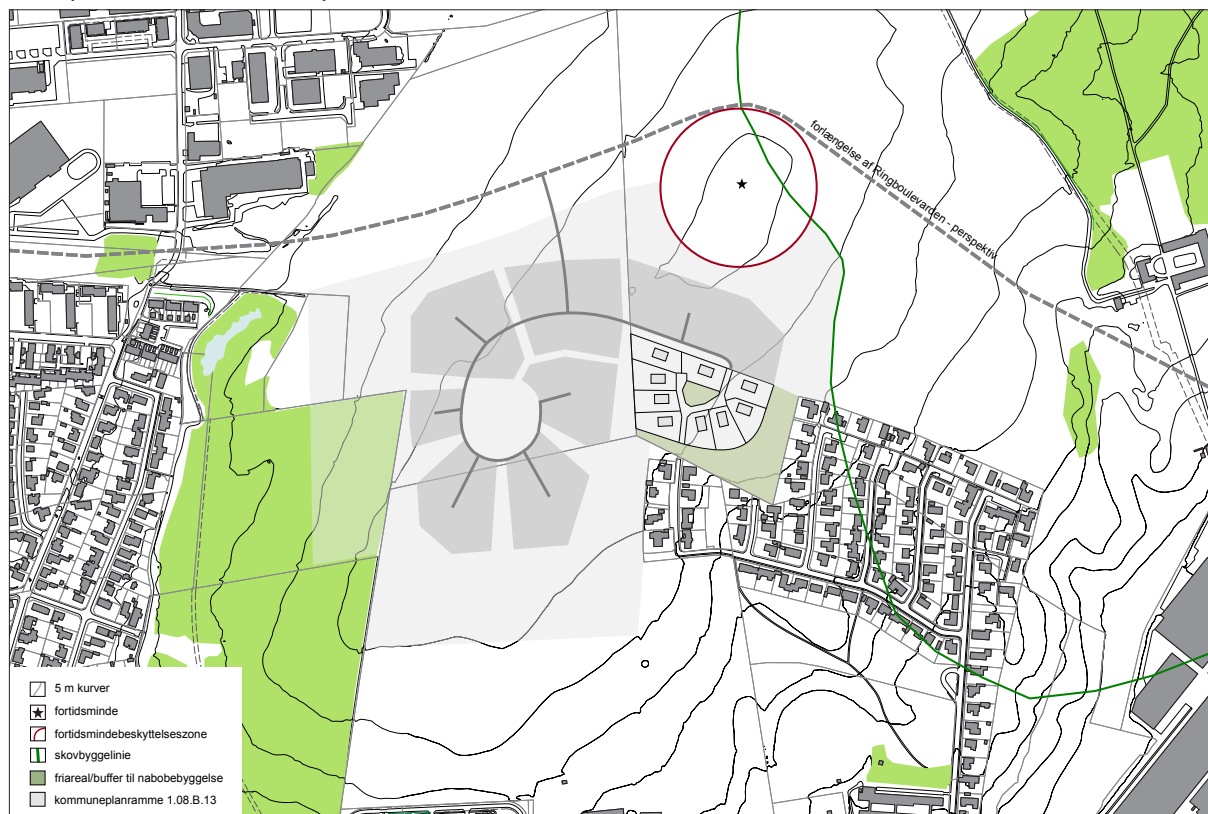 forlængelse af Ringboulevarden - perspektiv
5 m kurver
fortidsminde
fortidsmindebeskyttelseszone
skovbyggelinie
friareal/buffer til nabobebyggelse
kommuneplanramme 1.08.B.13